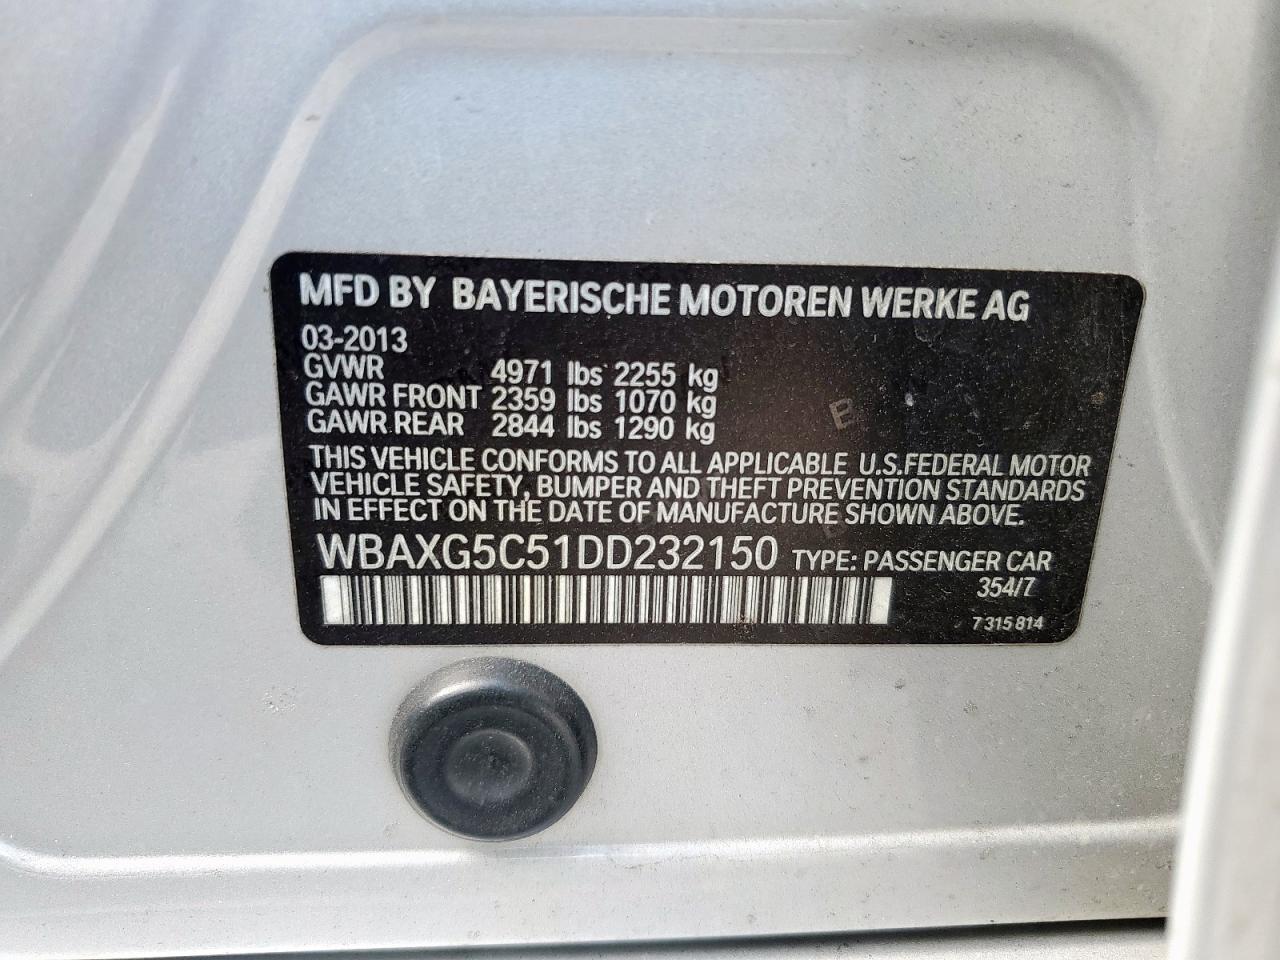 MFD BY BAYERISCHE MOTOREN WERKE AG
03-2013
GVWR 4971 lbs 2255 kg
GAWR FRONT 2359 lbs 1070 kg
GAWR REAR 2844 lbs 1290 kg
THIS VEHICLE CONFORMS TO ALL APPLICABLE U.S.FEDERAL MOTOR
VEHICLE SAFETY, BUMPER AND THEFT PREVENTION STANDARDS
IN EFFECT ON THE DATE OF MANUFACTURE SHOWN ABOVE.
WBAXG5C51DD232150 TYPE: PASSENGER CAR
354/7
7 315 814